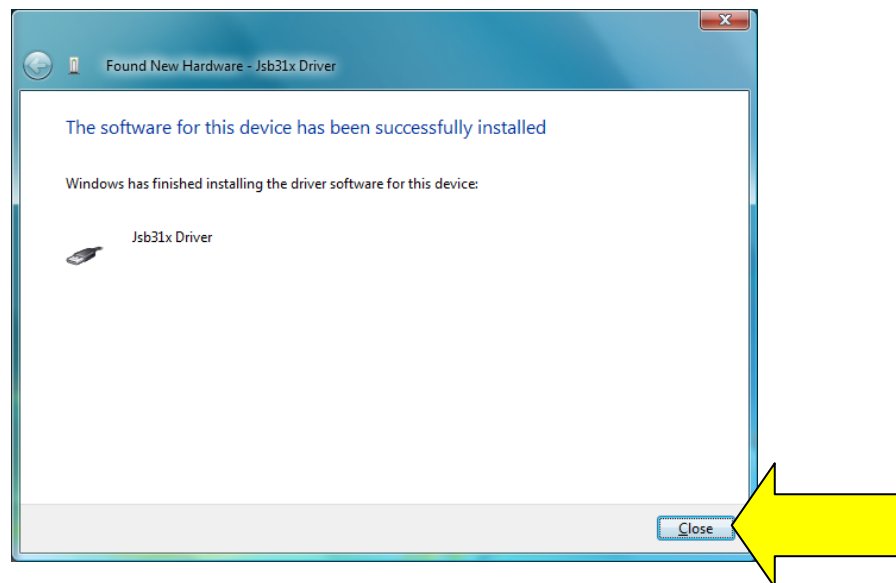 Found New Hardware - Jsb31x Driver
The software for this device has been successfully installed
Windows has finished installing the driver software for this device:
Jsb31x Driver
Close